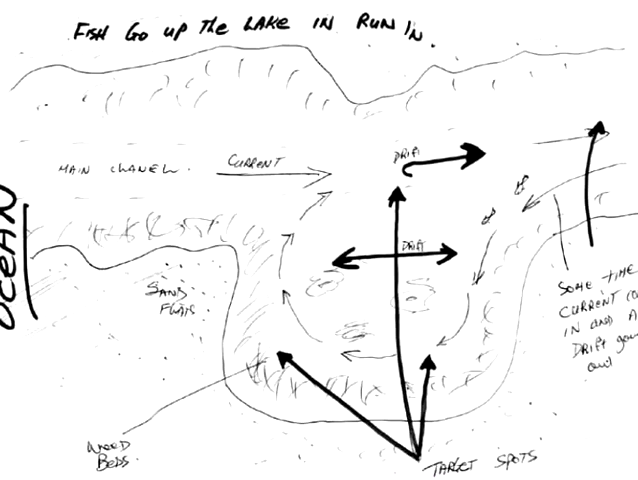 FISH GO UP THE LAKE IN RUN IN.
MAIN CHANEL.
CURRENT
DRIFT
DRIFT
OCEAN
SAND
FLATS
SOME TIME
CURRENT CO
IN AND A
DRIFT
WEED
BEDS.
TARGET SPOTS